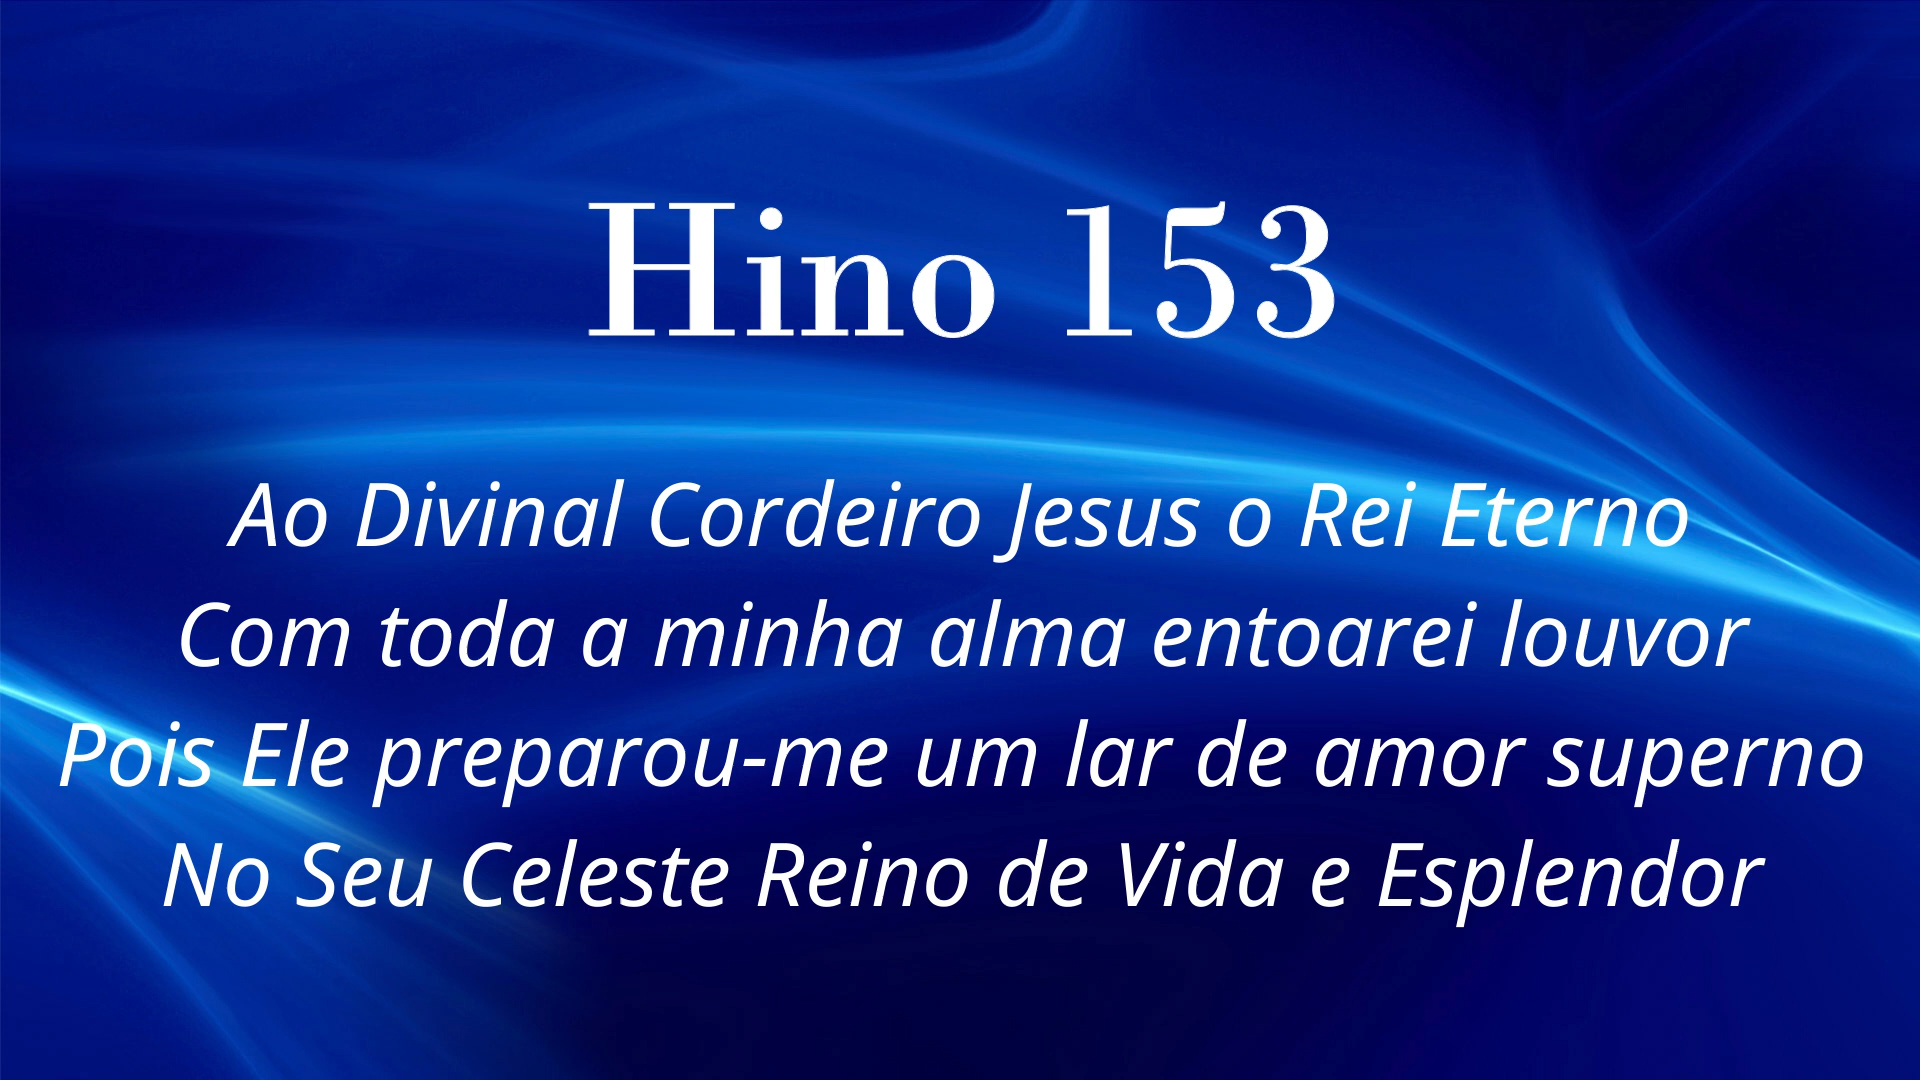 Hino 153
Ao Divinal Cordeiro Jesus o Rei Eterno
Com toda a minha alma entoarei louvor
Pois Ele preparou-me um lar de amor superno
No Seu Celeste Reino de Vida e Esplendor